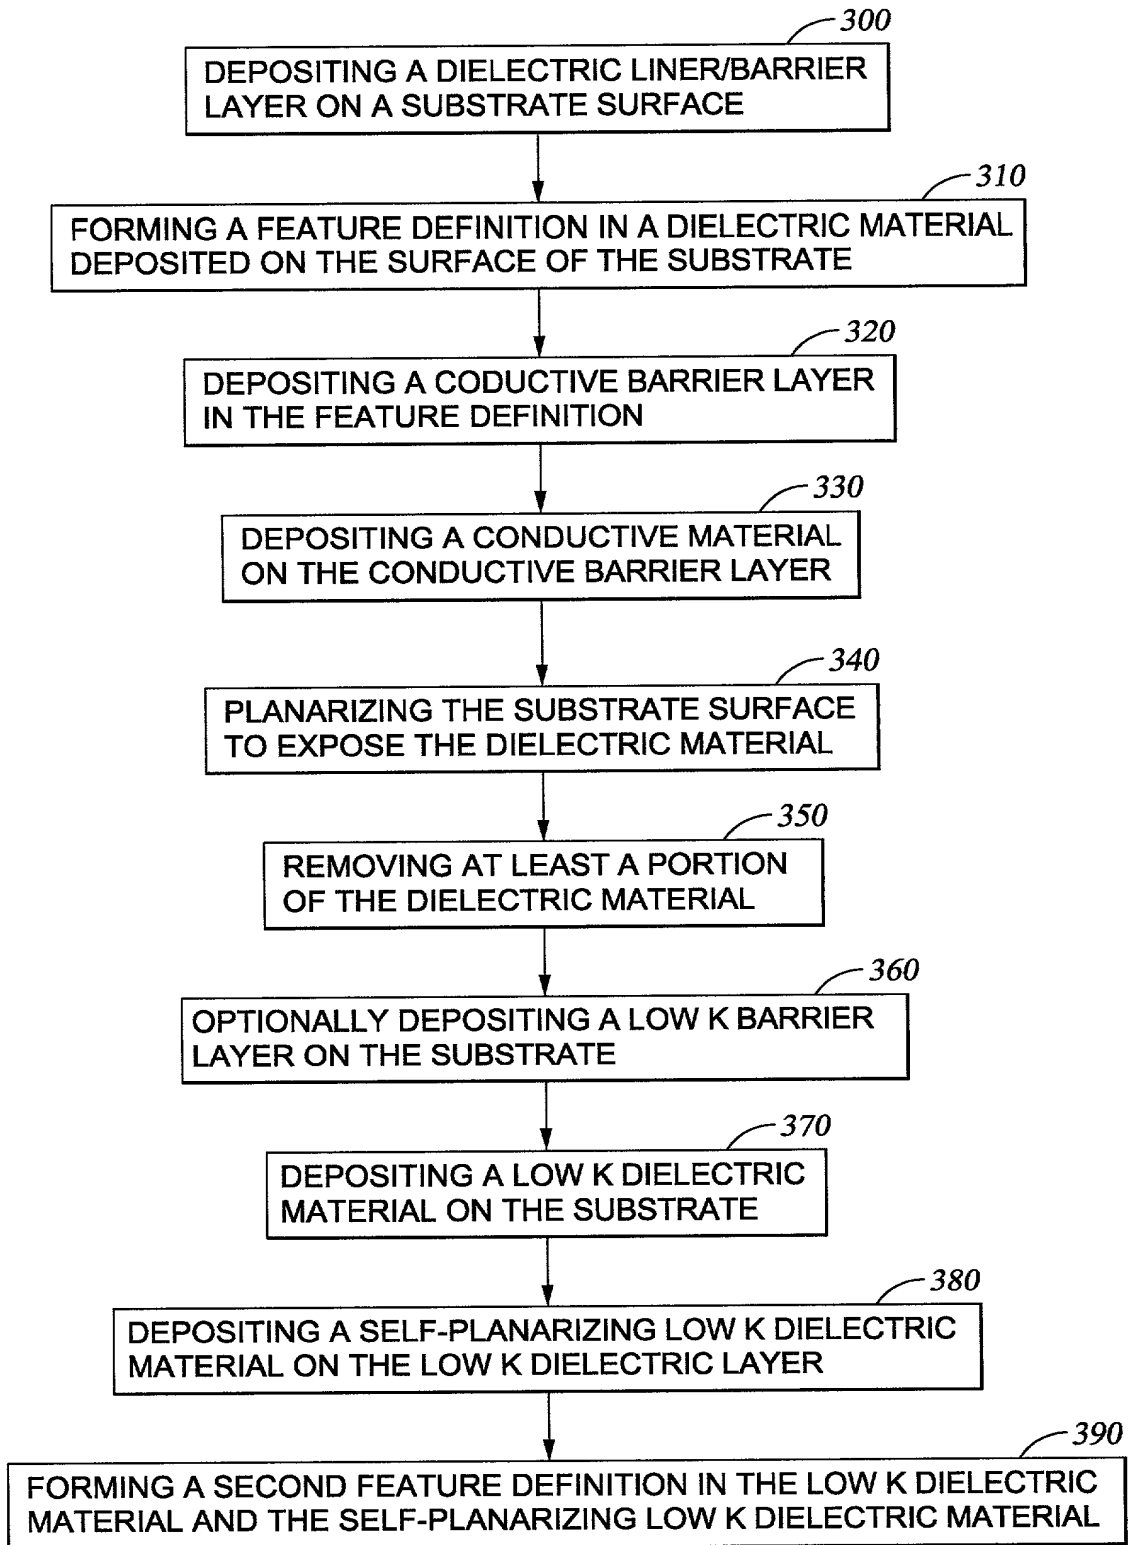 300
DEPOSITING A DIELECTRIC LINER/BARRIER
LAYER ON A SUBSTRATE SURFACE
310
FORMING A FEATURE DEFINITION IN A DIELECTRIC MATERIAL
DEPOSITED ON THE SURFACE OF THE SUBSTRATE
320
DEPOSITING A CODUCTIVE BARRIER LAYER
IN THE FEATURE DEFINITION
330
DEPOSITING A CONDUCTIVE MATERIAL
ON THE CONDUCTIVE BARRIER LAYER
340
PLANARIZING THE SUBSTRATE SURFACE
TO EXPOSE THE DIELECTRIC MATERIAL
350
REMOVING AT LEAST A PORTION
OF THE DIELECTRIC MATERIAL
360
OPTIONALLY DEPOSITING A LOW K BARRIER
LAYER ON THE SUBSTRATE
370
DEPOSITING A LOW K DIELECTRIC
MATERIAL ON THE SUBSTRATE
380
DEPOSITING A SELF-PLANARIZING LOW K DIELECTRIC
MATERIAL ON THE LOW K DIELECTRIC LAYER
390
FORMING A SECOND FEATURE DEFINITION IN THE LOW K DIELECTRIC
MATERIAL AND THE SELF-PLANARIZING LOW K DIELECTRIC MATERIAL